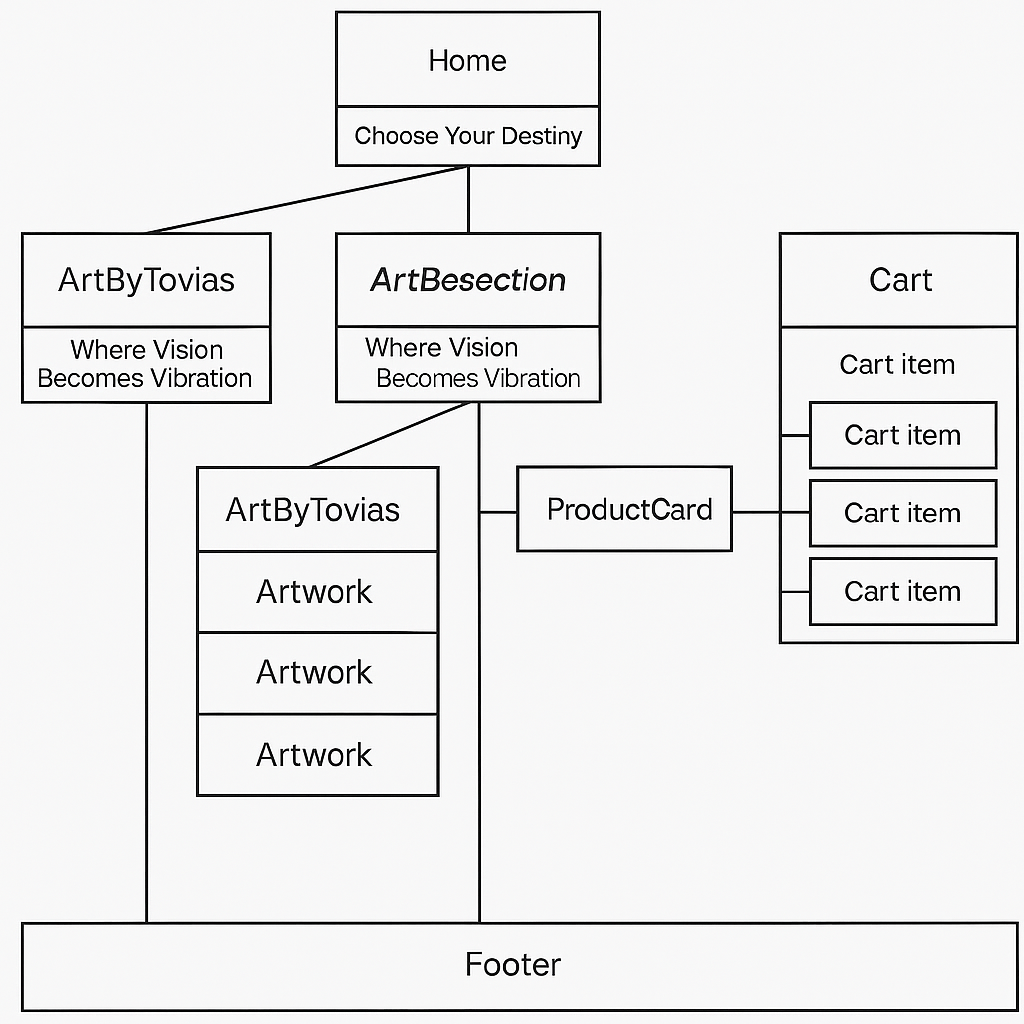 Home
Choose Your Destiny
ArtByTovias
Where Vision
Becomes Vibration
ArtBesection
Where Vision
Becomes Vibration
Cart
Cart item
Cart item
Cart item
Cart item
ArtByTovias
Artwork
Artwork
Artwork
ProductCard
Footer